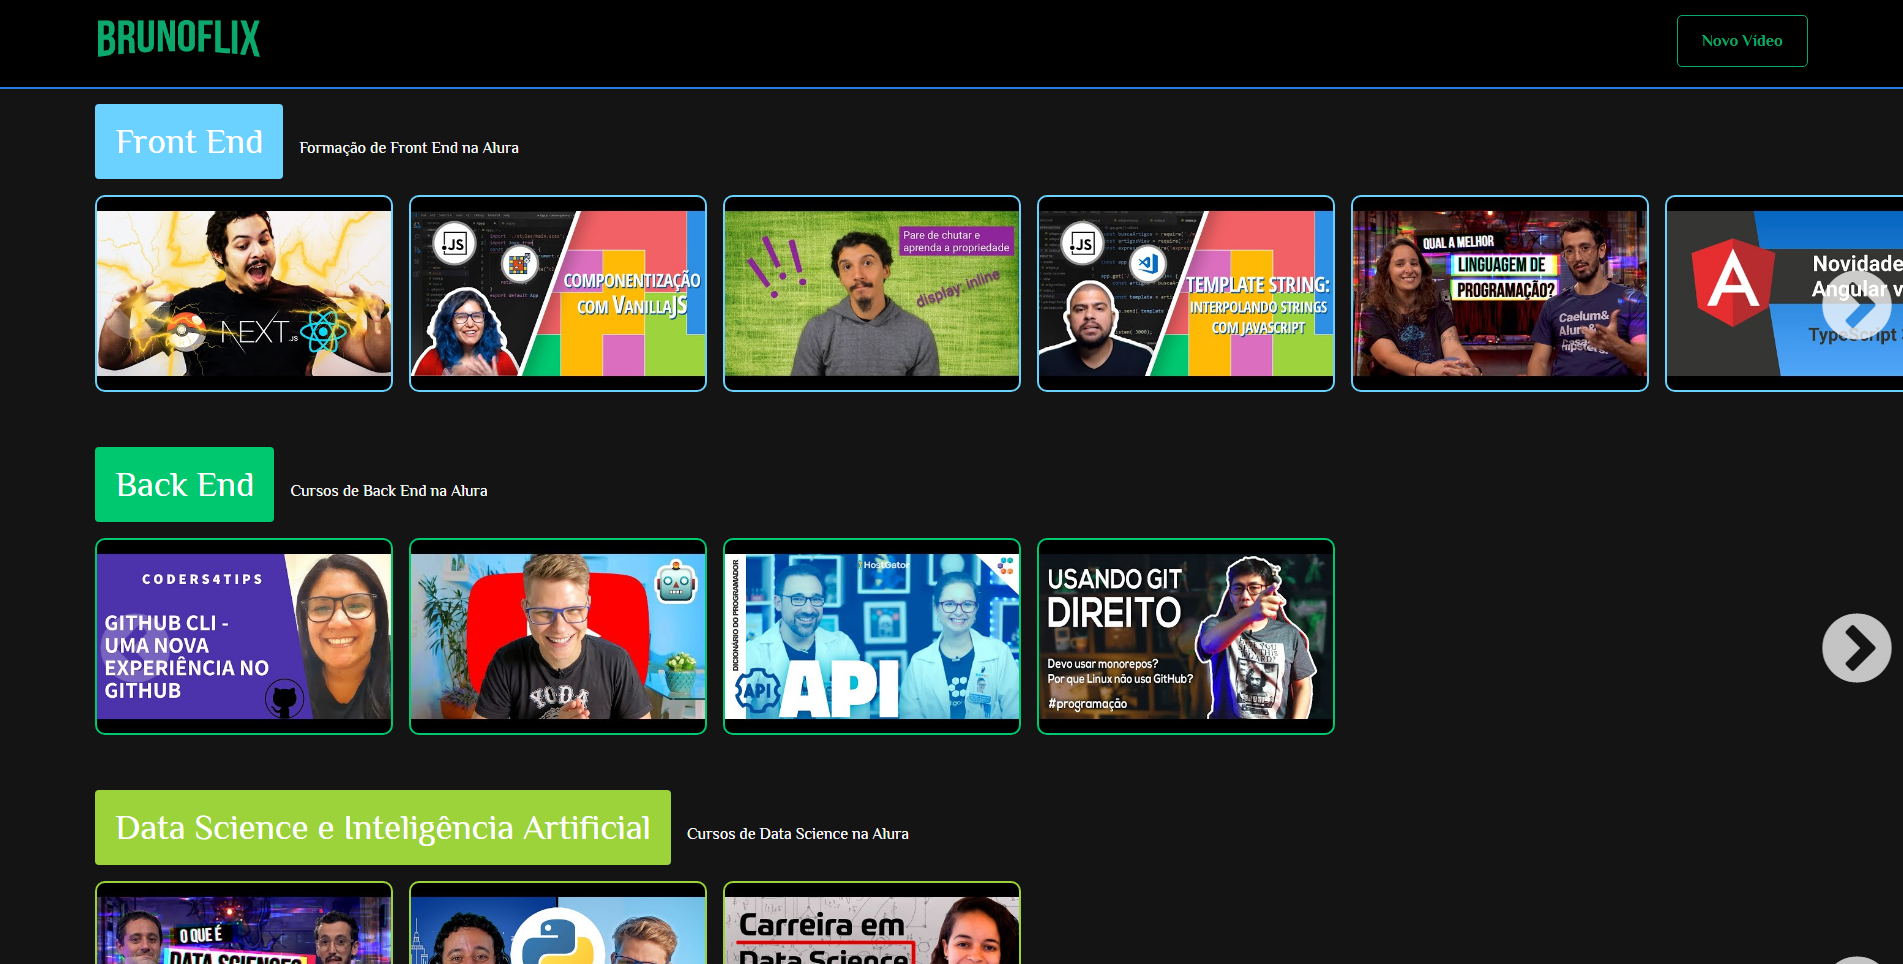 BRUNOFLIX
Novo Vídeo
Front End
Formação de Front End na Alura
NEXT.JS
.JS
COMPONENTIZAÇÃO
COM VANILLAJS
Pare de chutar e
aprenda a propriedade
display: inline
.JS
TEMPLATE STRING:
INTERPOLANDO STRINGS
COM JAVASCRIPT
QUAL A MELHOR
LINGUAGEM DE
PROGRAMAÇÃO?
Caelum&
Alura&
Casa
hipsters.
A
Novidade
Angular v
TypeScript
Back End
Cursos de Back End na Alura
CODERS4TIPS
GITHUB CLI -
UMA NOVA
EXPERIÊNCIA NO
GITHUB
YODA
DICIONÁRIO DO PROGRAMADOR
HostGator
API
API
USANDO GIT
DIREITO
Devo usar monorepos?
Por que Linux não usa GitHub?
#programação
Data Science e Inteligência Artificial
Cursos de Data Science na Alura
O QUE É
DATA SCIENCE?
Carreira em
Data Science